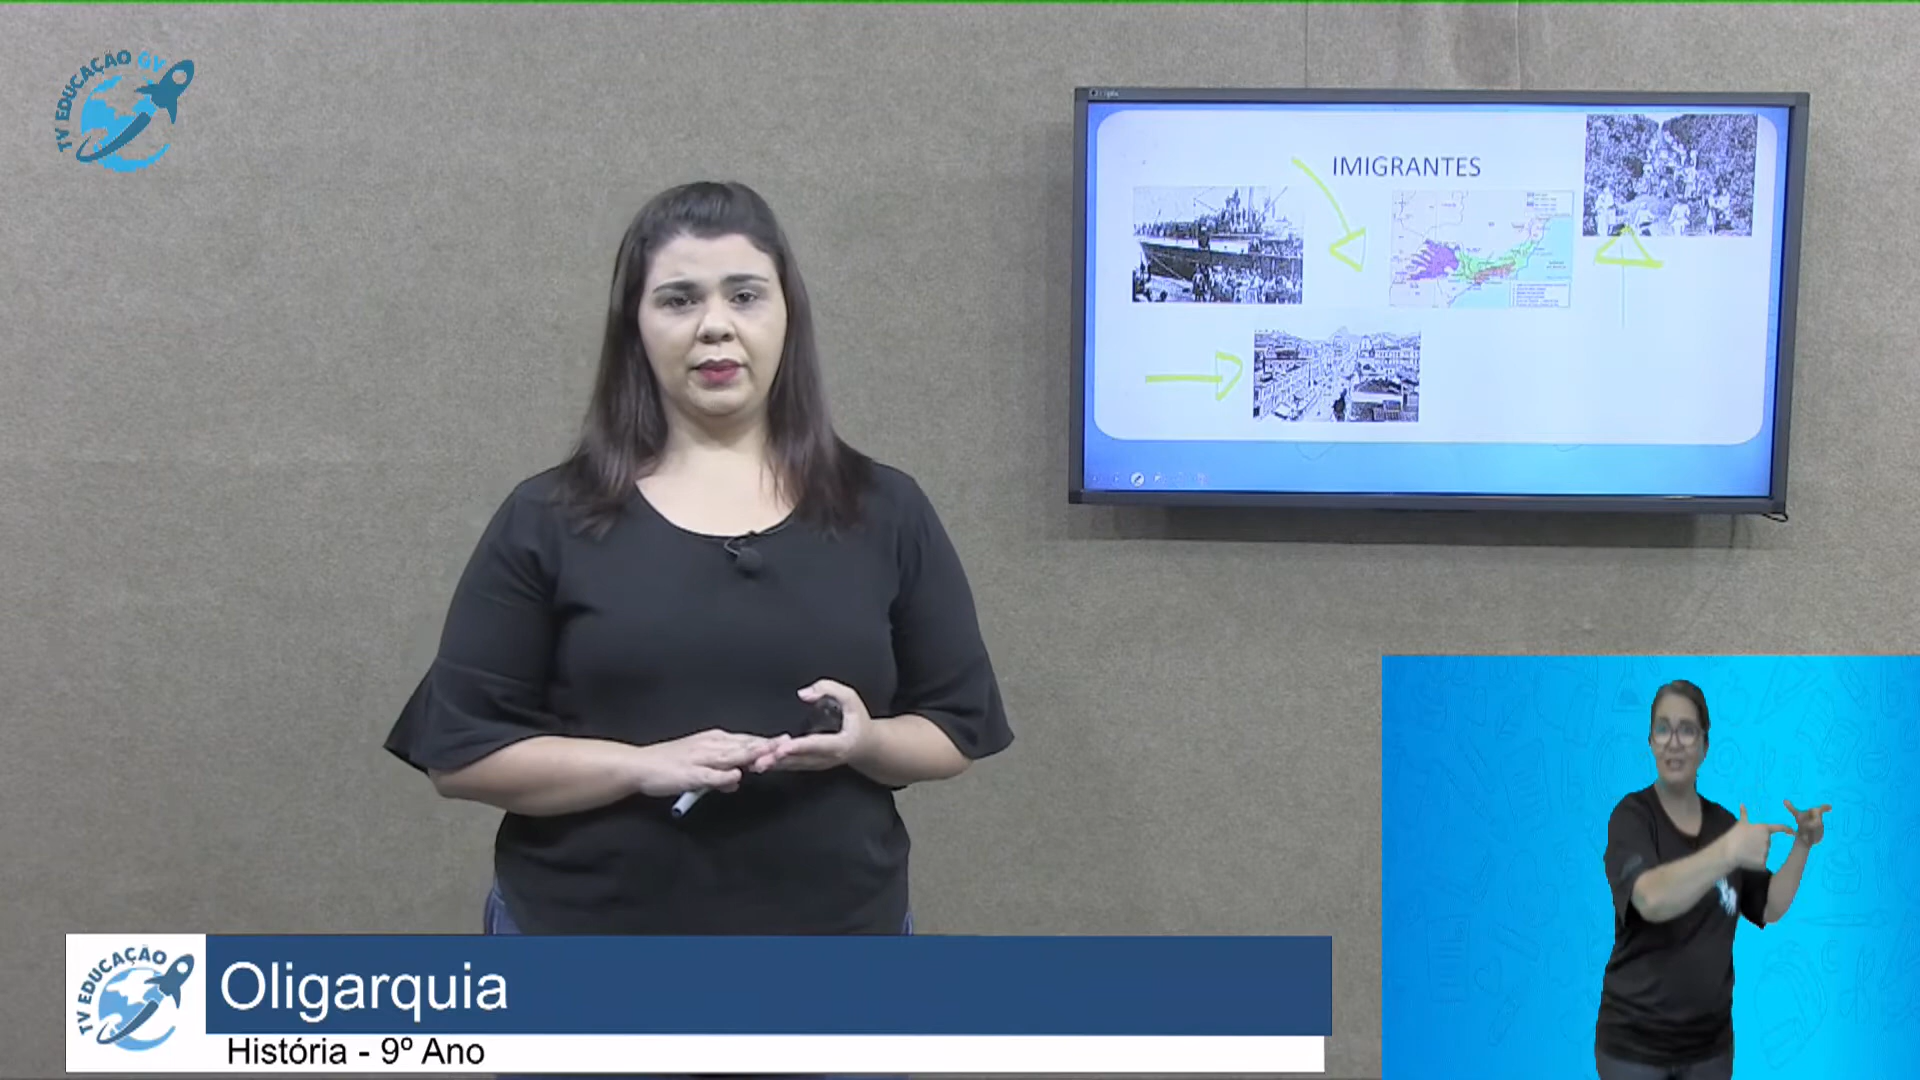 TV EDUCAÇÃO GV
IMIGRANTES
TV EDUCAÇÃO
Oligarquia
História - 9º Ano